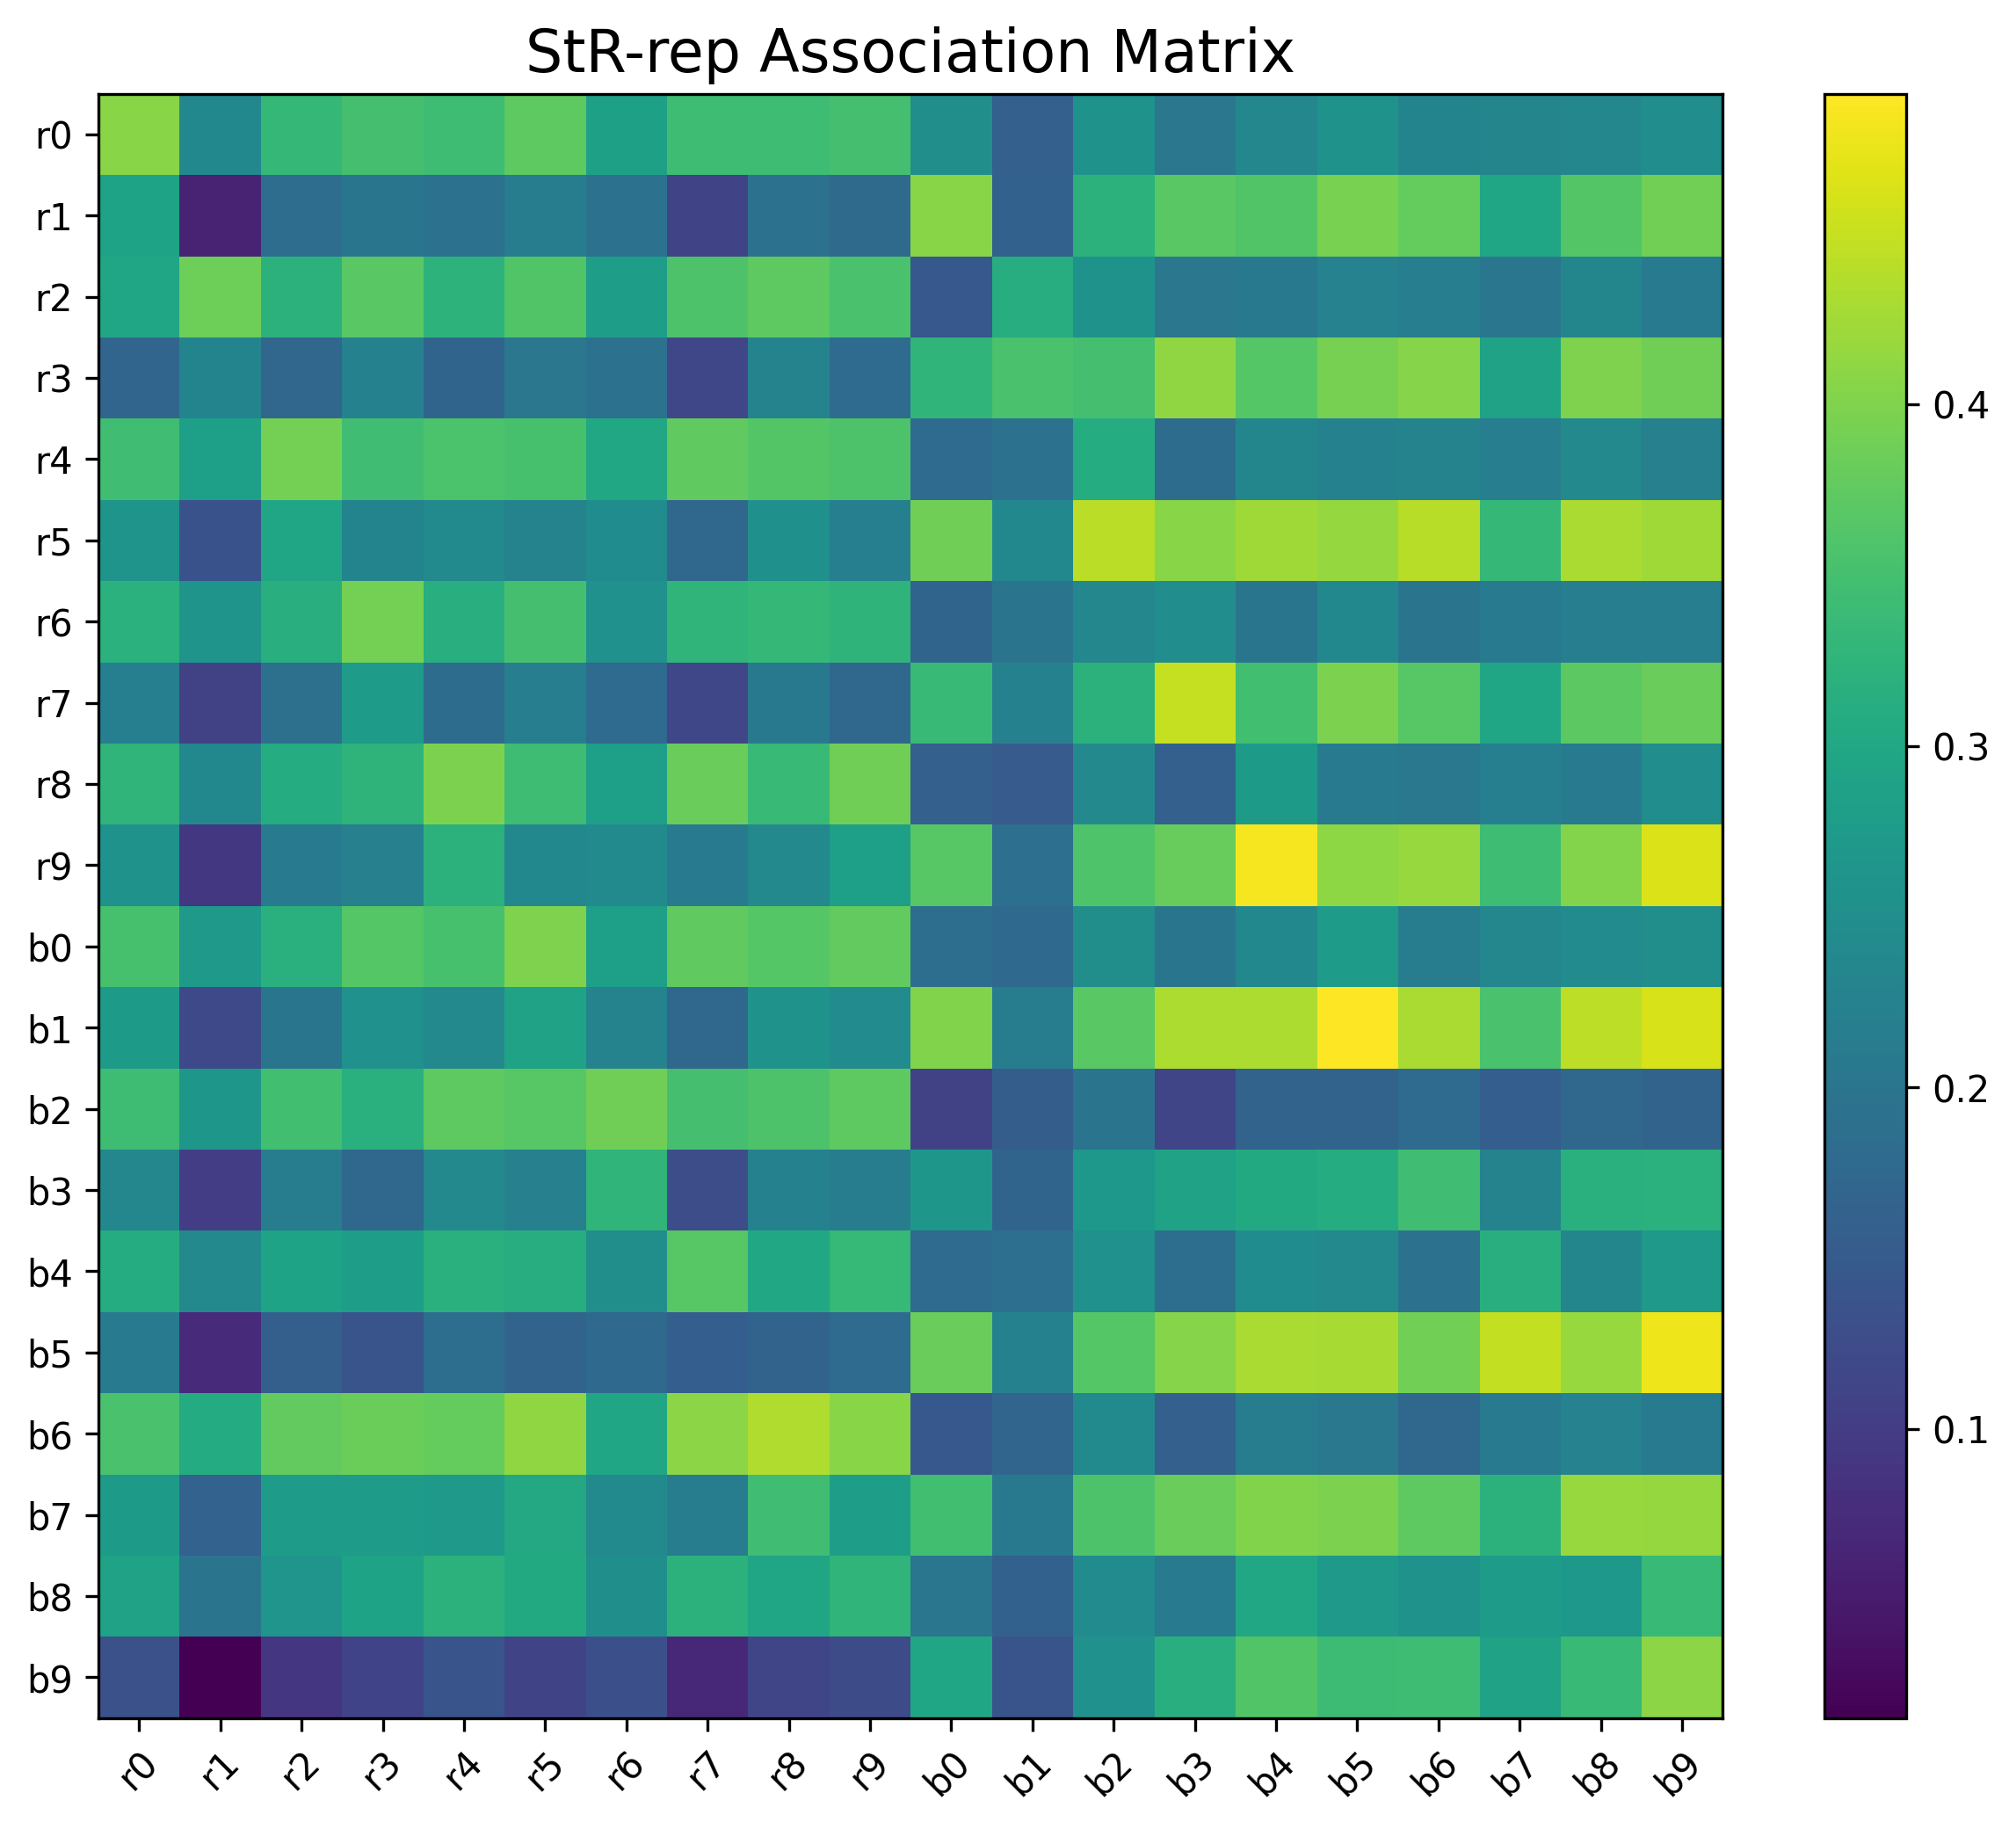 StR-rep Association Matrix
r0
r1
r2
r3
r4
r5
r6
r7
r8
r9
b0
b1
b2
b3
b4
b5
b6
b7
b8
b9
r0 r1 r2 r3 r4 r5 r6 r7 r8 r9 b0 b1 b2 b3 b4 b5 b6 b7 b8 b9
0.4
0.3
0.2
0.1